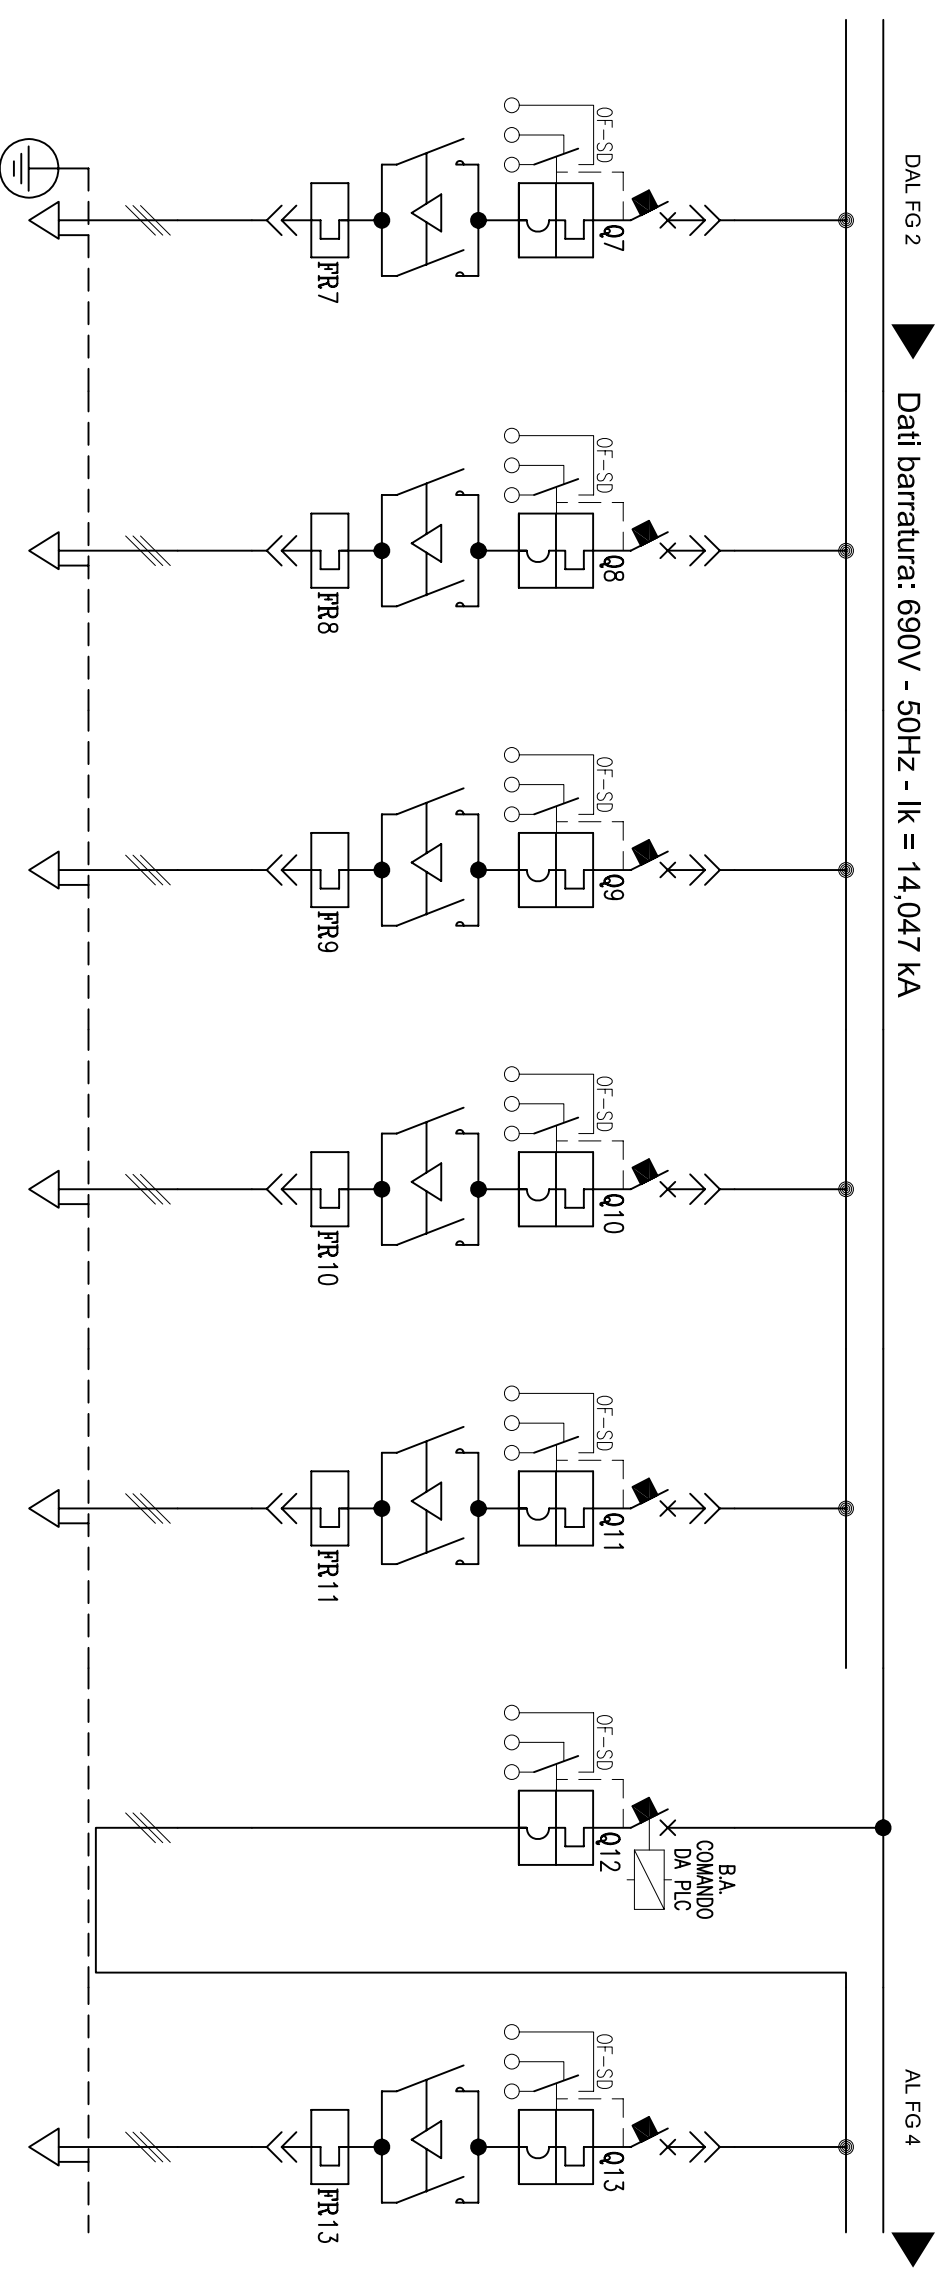 DAL FG 2
Dati barratura: 690V - 50Hz - Ik = 14,047 kA
AL FG 4
OF-SD
Q7
FR7
OF-SD
Q8
FR8
OF-SD
Q9
FR9
OF-SD
Q10
FR10
OF-SD
Q11
FR11
OF-SD
Q12
B.A.
COMANDO
DA PLC
OF-SD
Q13
FR13